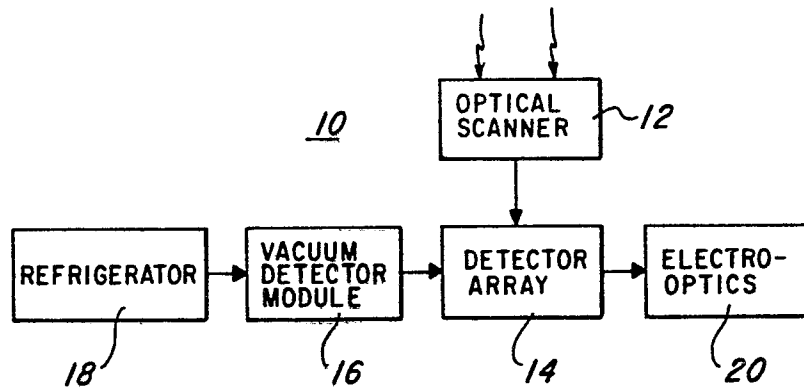 OPTICAL
SCANNER
12
10
REFRIGERATOR
18
VACUUM
DETECTOR
MODULE
16
DETECTOR
ARRAY
14
ELECTRO-
OPTICS
20